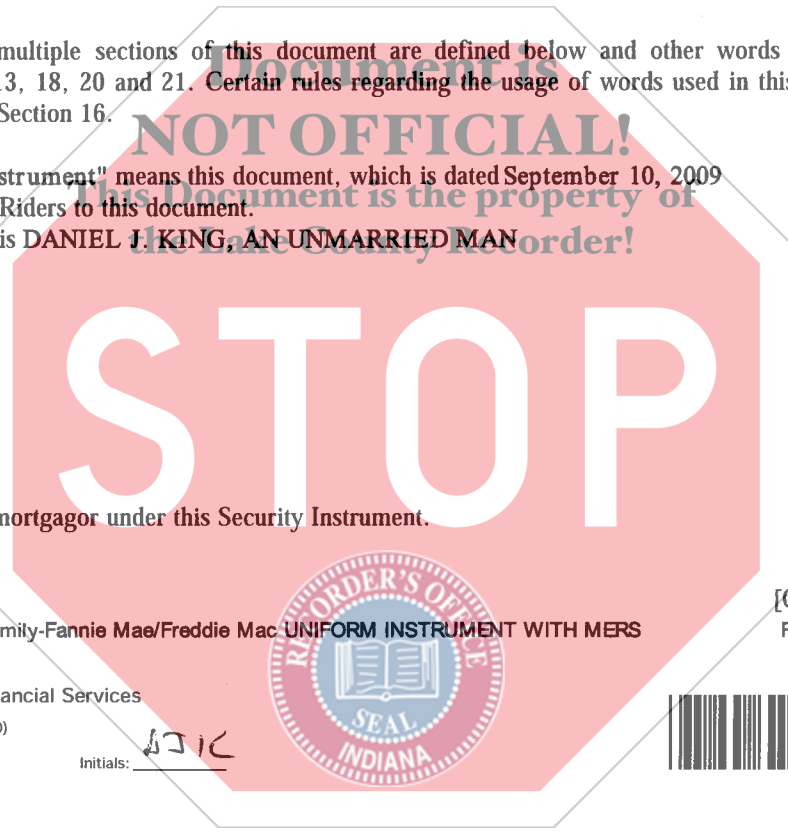 multiple sections of this document are defined below and other words
Document is
13, 18, 20 and 21. Certain rules regarding the usage of words used in this
Section 16.
NOT OFFICIAL!
strument" means this document, which is dated September 10, 2009
This Document is the property of
Riders to this document.
is DANIEL J. KING, AN UNMARRIED MAN
the Lake County Recorder!
STOP
mortgagor under this Security Instrument.
mily-Fannie Mae/Freddie Mac UNIFORM INSTRUMENT WITH MERS
RECORDER'S OFFICE
ancial Services
SEAL
INDIANA
Initials: DJK